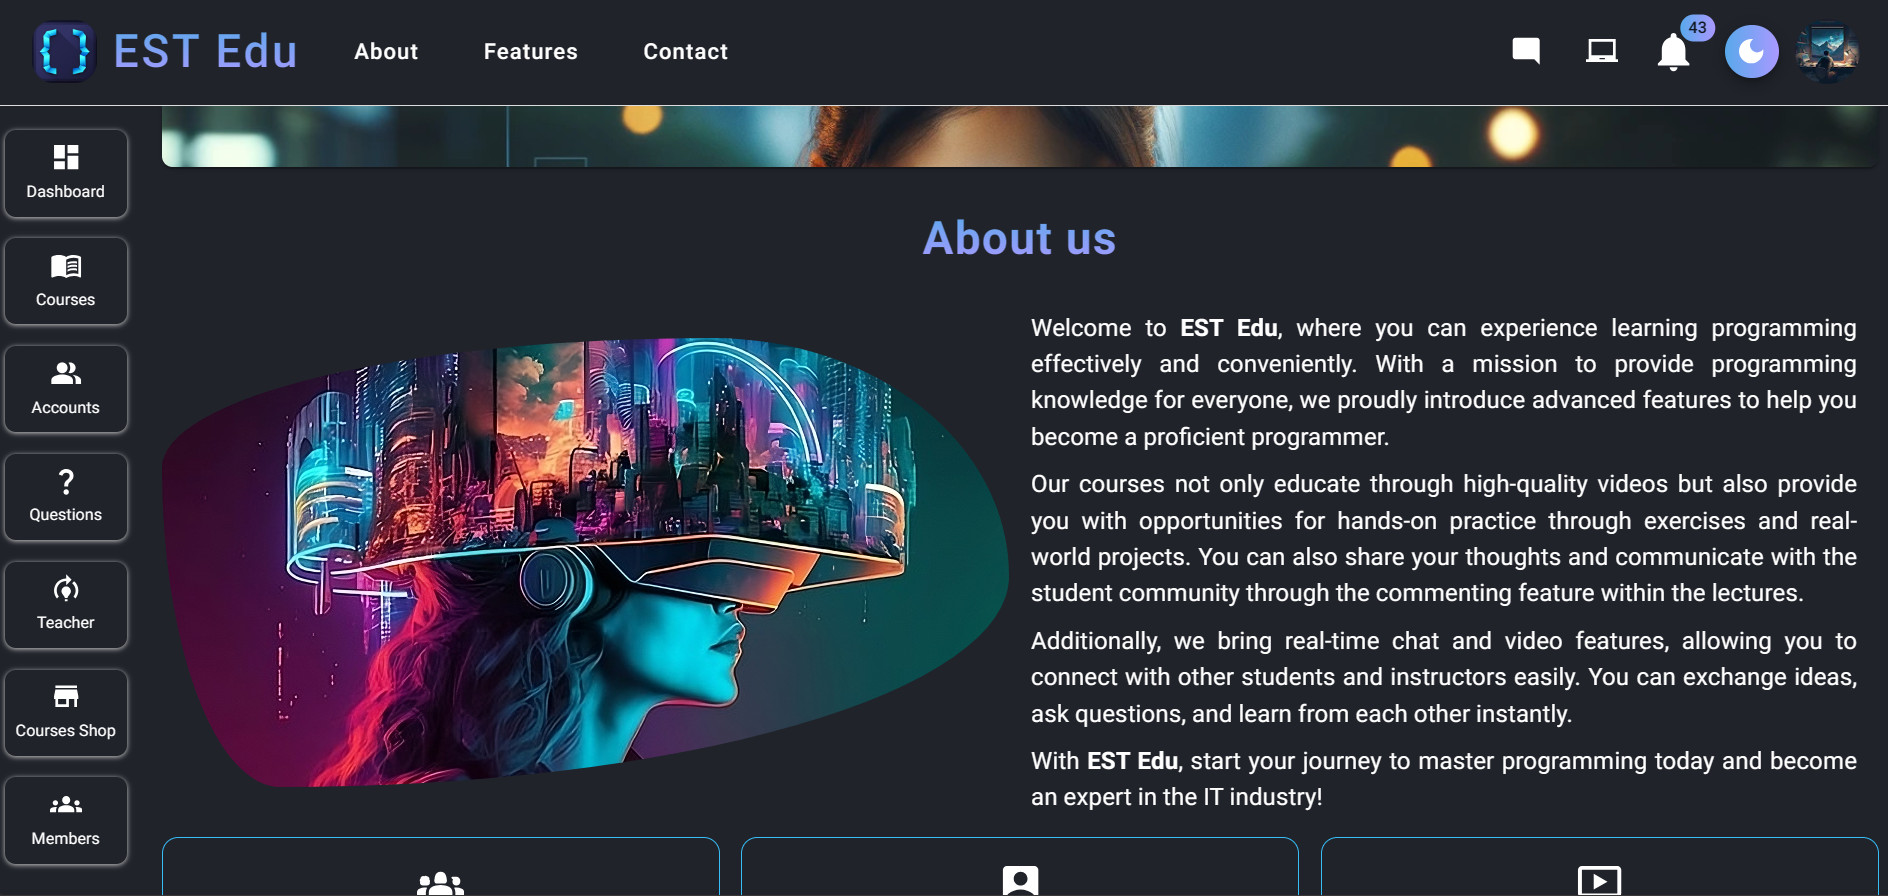 EST Edu
About
Features
Contact
43
Dashboard
Courses
Accounts
Questions
Teacher
Courses Shop
Members
About us
Welcome to EST Edu, where you can experience learning programming
effectively and conveniently. With a mission to provide programming
knowledge for everyone, we proudly introduce advanced features to help you
become a proficient programmer.
Our courses not only educate through high-quality videos but also provide
you with opportunities for hands-on practice through exercises and real-
world projects. You can also share your thoughts and communicate with the
student community through the commenting feature within the lectures.
Additionally, we bring real-time chat and video features, allowing you to
connect with other students and instructors easily. You can exchange ideas,
ask questions, and learn from each other instantly.
With EST Edu, start your journey to master programming today and become
an expert in the IT industry!